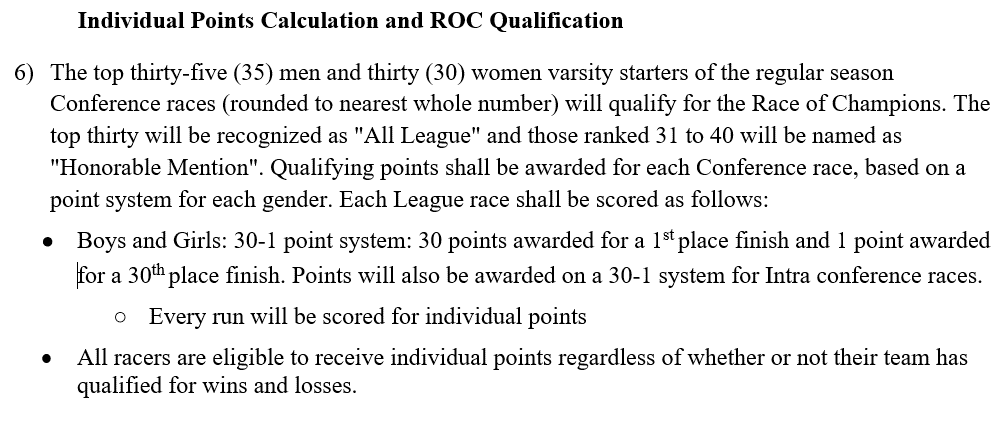 Individual Points Calculation and ROC Qualification
6) The top thirty-five (35) men and thirty (30) women varsity starters of the regular season
Conference races (rounded to nearest whole number) will qualify for the Race of Champions. The
top thirty will be recognized as "All League" and those ranked 31 to 40 will be named as
"Honorable Mention". Qualifying points shall be awarded for each Conference race, based on a
point system for each gender. Each League race shall be scored as follows:
● Boys and Girls: 30-1 point system: 30 points awarded for a 1st place finish and 1 point awarded
for a 30th place finish. Points will also be awarded on a 30-1 system for Intra conference races.
○ Every run will be scored for individual points
● All racers are eligible to receive individual points regardless of whether or not their team has
qualified for wins and losses.